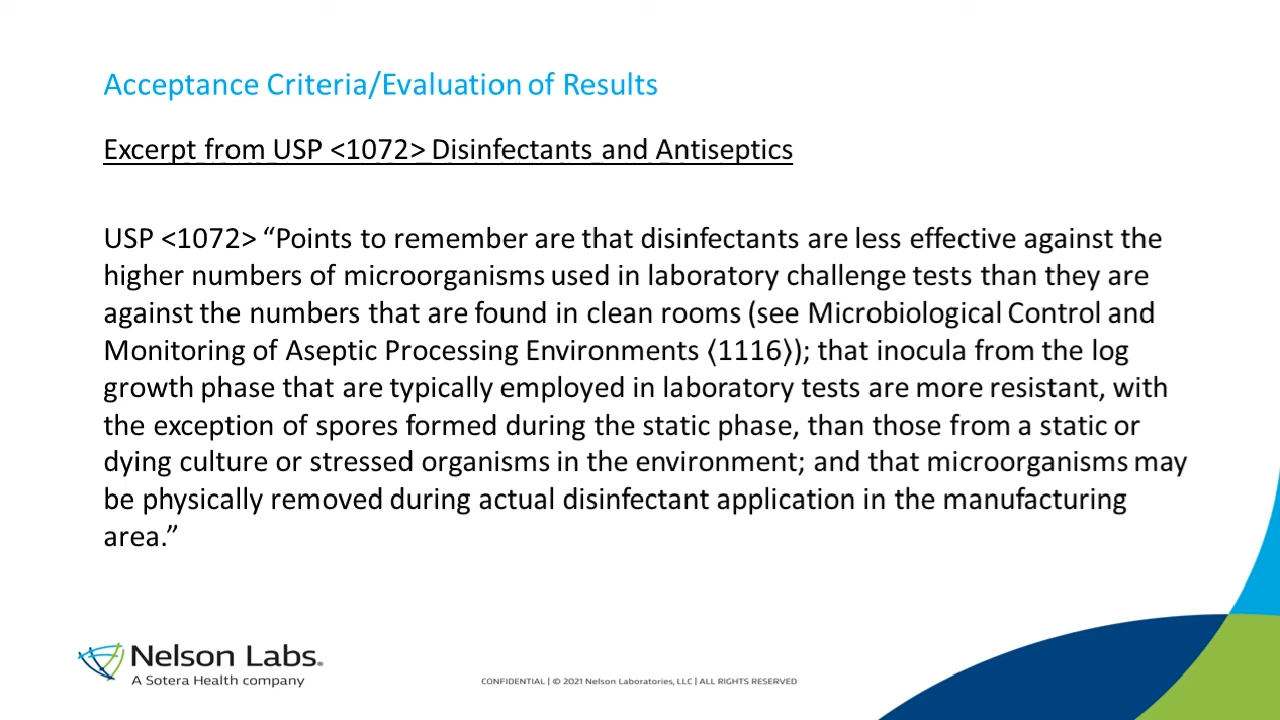 Acceptance Criteria/Evaluation of Results
Excerpt from USP <1072> Disinfectants and Antiseptics
USP <1072> “Points to remember are that disinfectants are less effective against the
higher numbers of microorganisms used in laboratory challenge tests than they are
against the numbers that are found in clean rooms (see Microbiological Control and
Monitoring of Aseptic Processing Environments ⟨1116⟩); that inocula from the log
growth phase that are typically employed in laboratory tests are more resistant, with
the exception of spores formed during the static phase, than those from a static or
dying culture or stressed organisms in the environment; and that microorganisms may
be physically removed during actual disinfectant application in the manufacturing
area.”
Nelson Labs®
A Sotera Health company
CONFIDENTIAL | © 2021 Nelson Laboratories, LLC | ALL RIGHTS RESERVED